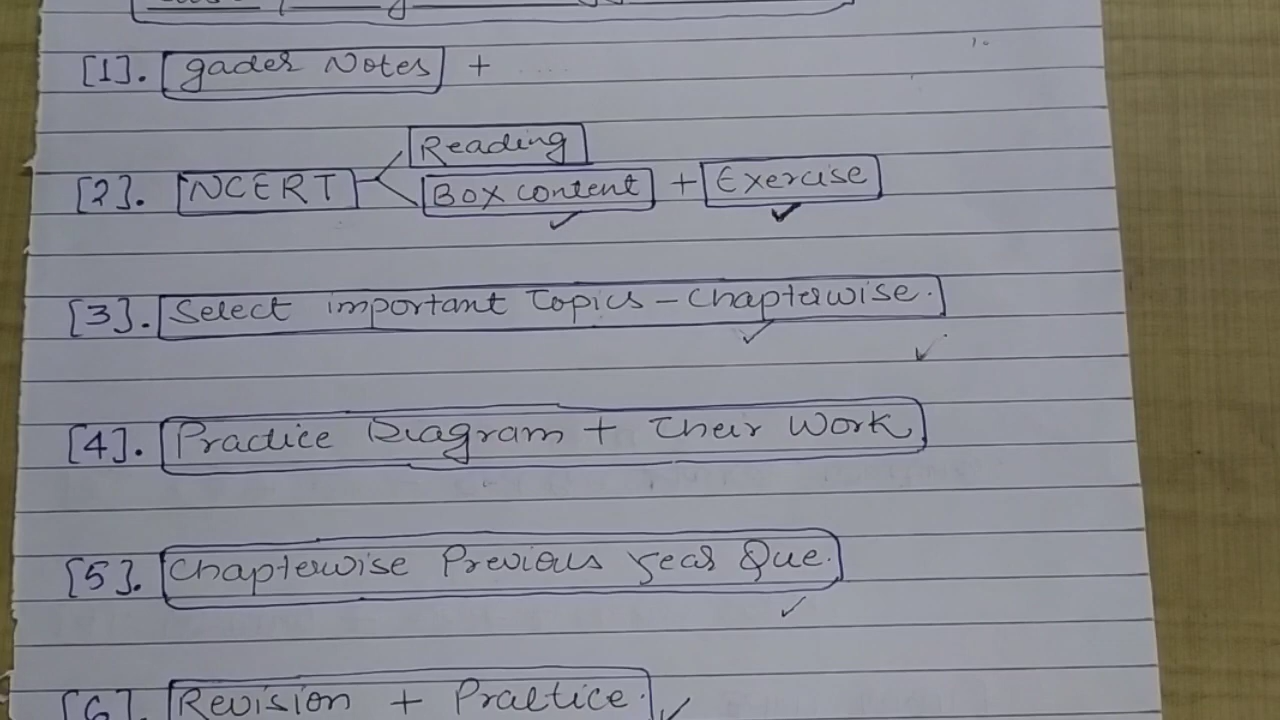 [1]. gader Notes +
Reading
[2]. NCERT Box content + Exercise
[3]. Select important Topics - Chapterwise.
[4]. Practice Diagram + Their Work.
[5]. Chapterwise Previous year Que.
[6]. Revision + Practice.